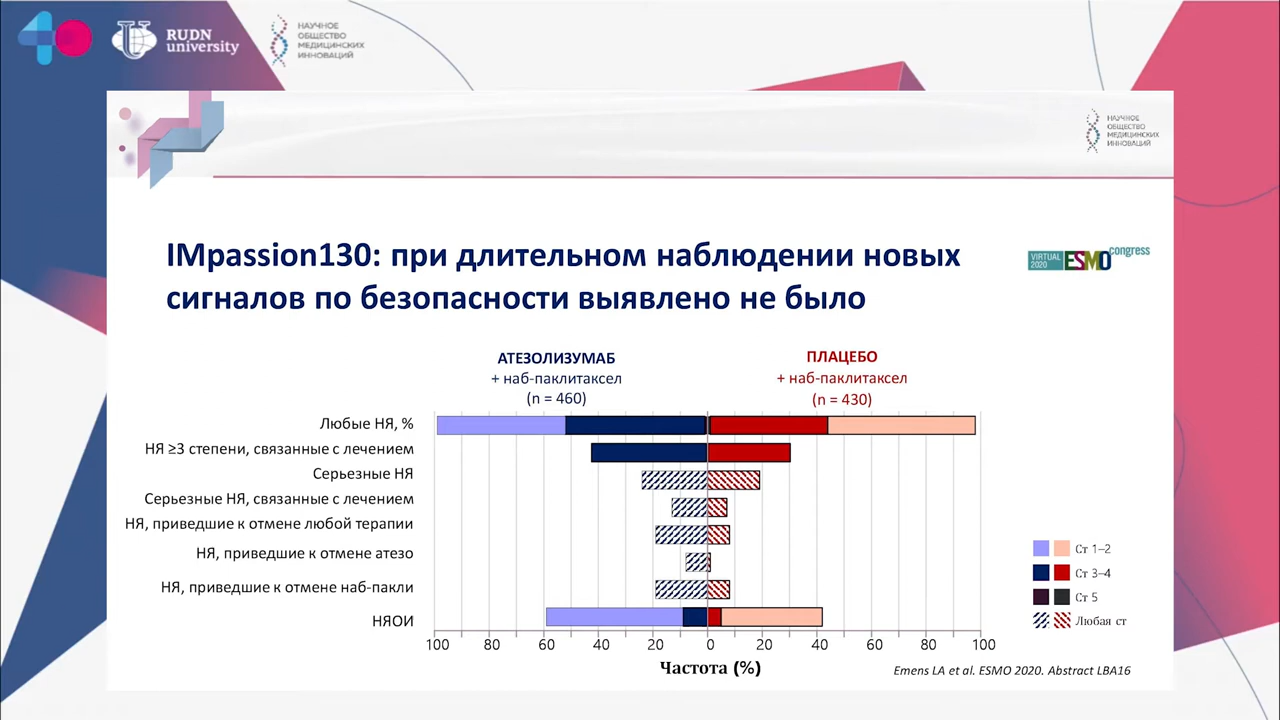 40
RUDN
university
НАУЧНОЕ
ОБЩЕСТВО
МЕДИЦИНСКИХ
ИННОВАЦИЙ
НАУЧНОЕ
ОБЩЕСТВО
МЕДИЦИНСКИХ
ИННОВАЦИЙ
IMpassion130: при длительном наблюдении новых
сигналов по безопасности выявлено не было
VIRTUAL
2020
ESMO
congress
АТЕЗОЛИЗУМАБ
+ наб-паклитаксел
(n = 460)
ПЛАЦЕБО
+ наб-паклитаксел
(n = 430)
Любые НЯ, %
НЯ ≥3 степени, связанные с лечением
Серьезные НЯ
Серьезные НЯ, связанные с лечением
НЯ, приведшие к отмене любой терапии
НЯ, приведшие к отмене атезо
НЯ, приведшие к отмене наб-пакли
НЯОИ
100 80 60 40 20 0 20 40 60 80 100
Частота (%)
Ст 1–2
Ст 3–4
Ст 5
Любая ст
Emens LA et al. ESMO 2020. Abstract LBA16